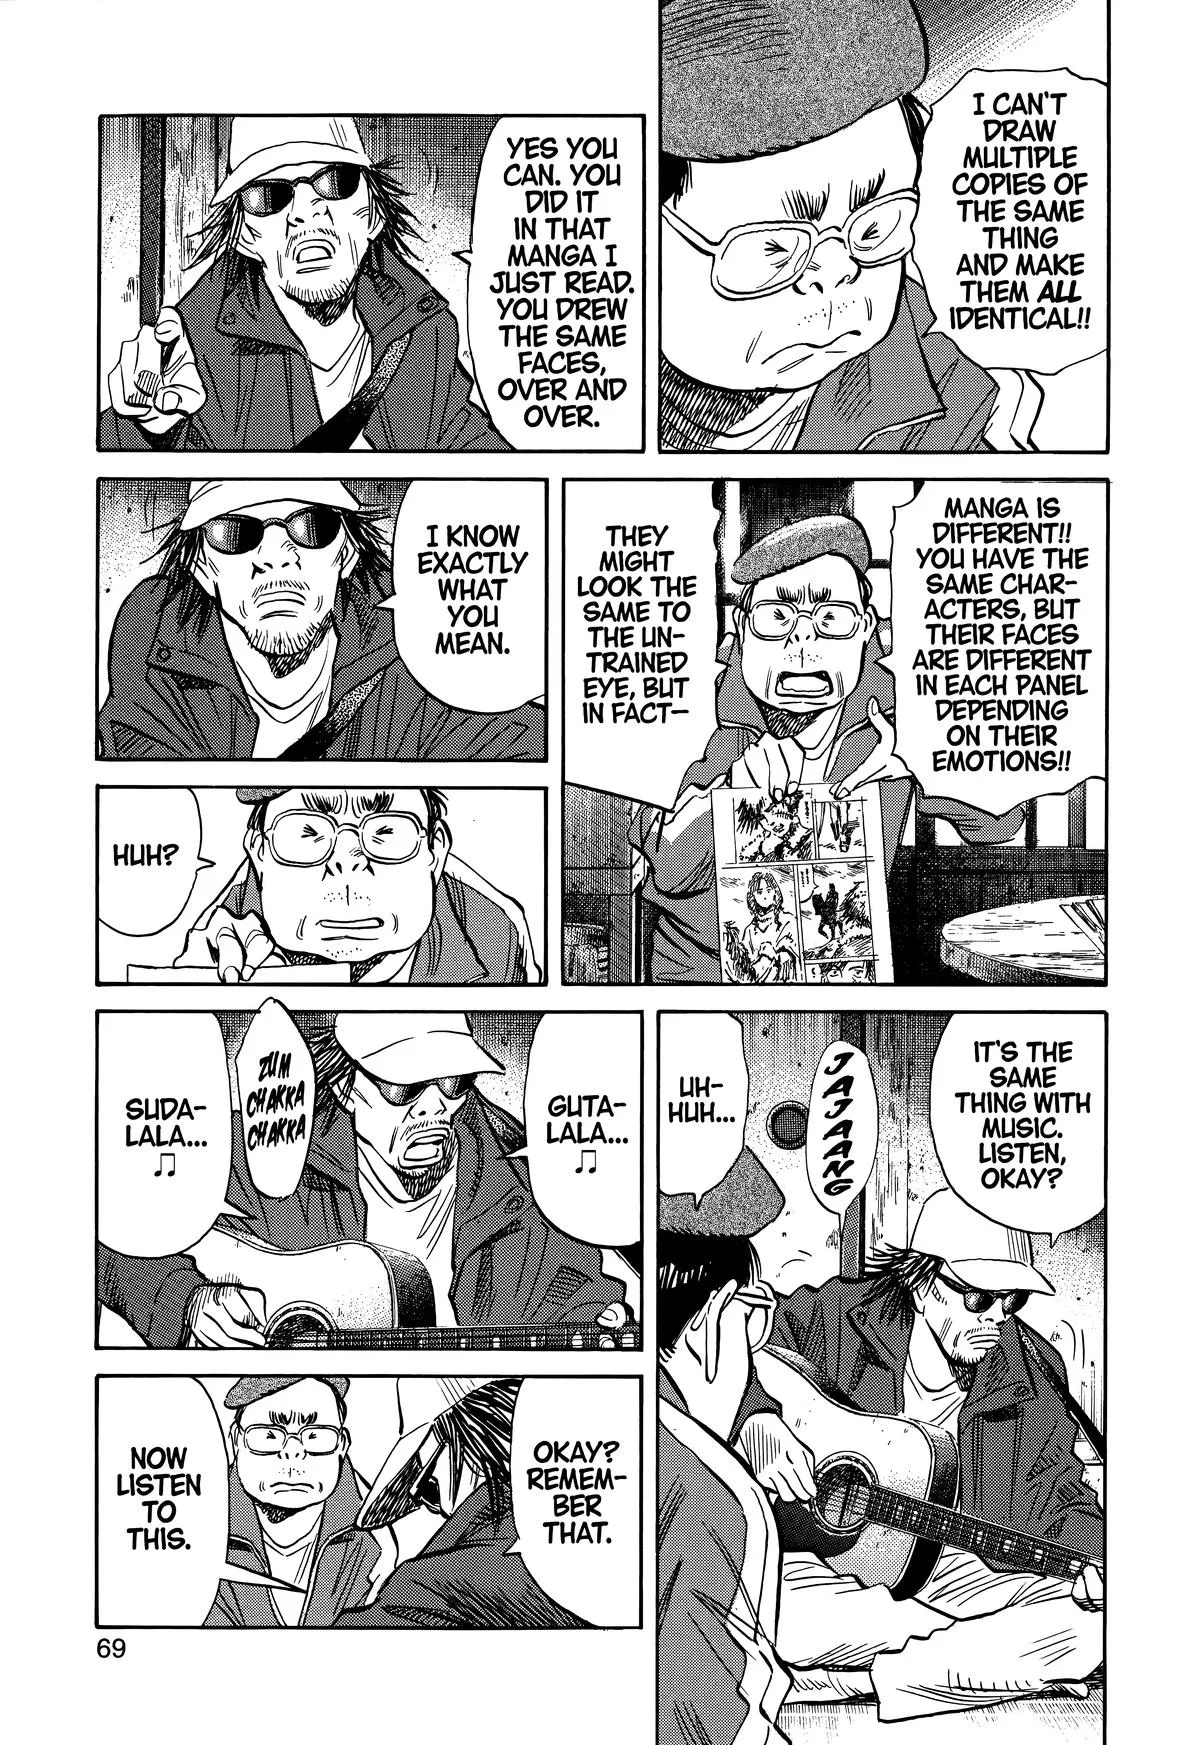 I CAN'T
DRAW
MULTIPLE
COPIES OF
THE SAME
THING
AND MAKE
THEM ALL
IDENTICAL!!
YES YOU
CAN. YOU
DID IT
IN THAT
MANGA I
JUST READ.
YOU DREW
THE SAME
FACES,
OVER AND
OVER.
MANGA IS
DIFFERENT!!
YOU HAVE THE
SAME CHAR-
ACTERS, BUT
THEIR FACES
ARE DIFFERENT
IN EACH PANEL
DEPENDING
ON THEIR
EMOTIONS!!
THEY
MIGHT
LOOK THE
SAME TO
THE UN-
TRAINED
EYE, BUT
IN FACT—
I KNOW
EXACTLY
WHAT
YOU
MEAN.
HUH?
IT'S THE
SAME
THING WITH
MUSIC.
LISTEN,
OKAY?
JAJAANG
UH-
HUH...
GUTA-
LALA...
♫
ZUM
CHAKKA
CHAKKA
SUDA-
LALA...
♫
OKAY?
REMEM-
BER
THAT.
NOW
LISTEN
TO
THIS.
69